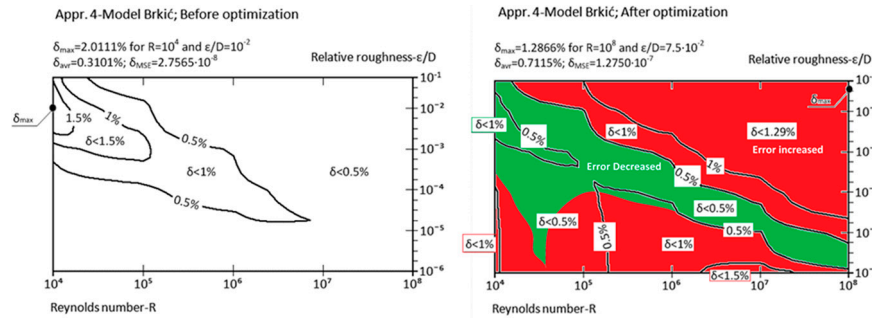 Appr. 4-Model Brkić; Before optimization
δmax=2.0111% for R=10⁴ and ε/D=10⁻²
δavr=0.3101%; δMSE=2.7565·10⁻⁸
Relative roughness-ε/D
δmax
1.5%
1%
0.5%
δ<1.5%
δ<1%
δ<0.5%
0.5%
10⁻¹
10⁻²
10⁻³
10⁻⁴
10⁻⁵
10⁻⁶
10⁴
10⁵
10⁶
10⁷
10⁸
Reynolds number-R
Appr. 4-Model Brkić; After optimization
δmax=1.2866% for R=10⁸ and ε/D=7.5·10⁻²
δavr=0.7115%; δMSE=1.2750·10⁻⁷
Relative roughness-ε/D
δmax
δ<1%
0.5%
δ<1%
δ<1.29%
Error increased
1%
Error Decreased
0.5%
δ<0.5%
δ<0.5%
0.5%
0.5%
δ<1%
δ<1%
δ<1.5%
10⁴
10⁵
10⁶
10⁷
10⁸
Reynolds number-R